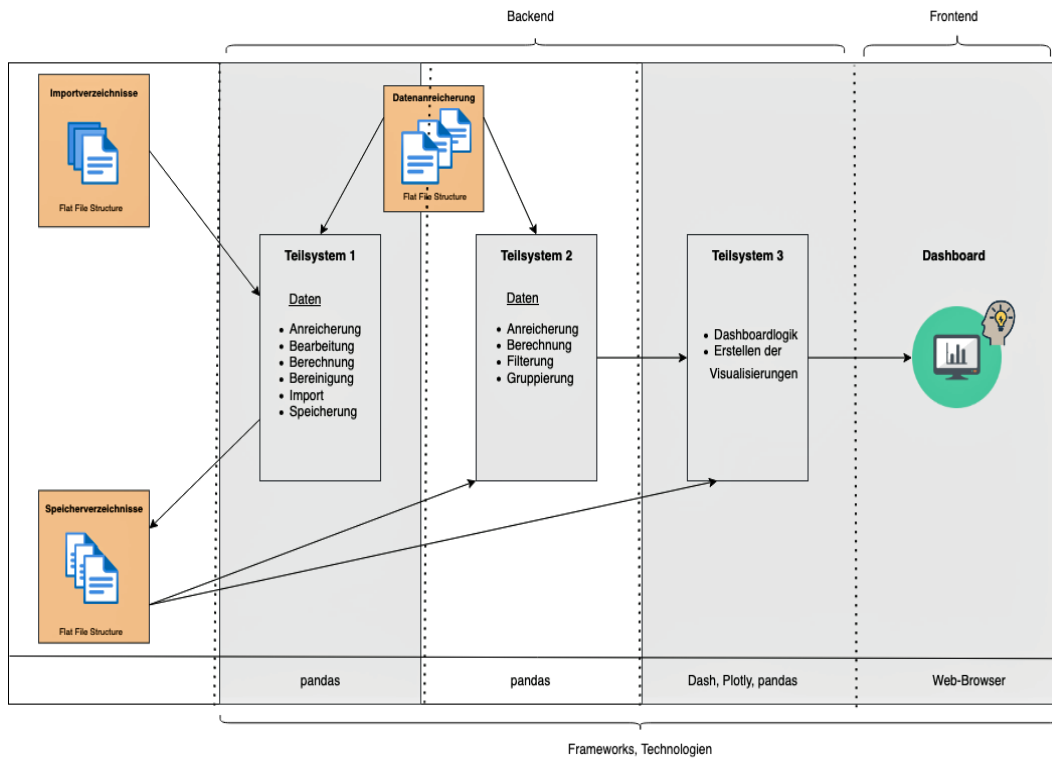 Backend
Frontend
Importverzeichnisse
Flat File Structure
Datenanreicherung
Flat File Structure
Teilsystem 1
Daten
• Anreicherung
• Bearbeitung
• Berechnung
• Bereinigung
• Import
• Speicherung
Teilsystem 2
Daten
• Anreicherung
• Berechnung
• Filterung
• Gruppierung
Teilsystem 3
• Dashboardlogik
• Erstellen der
Visualisierungen
Dashboard
Speicherverzeichnisse
Flat File Structure
pandas
pandas
Dash, Plotly, pandas
Web-Browser
Frameworks, Technologien